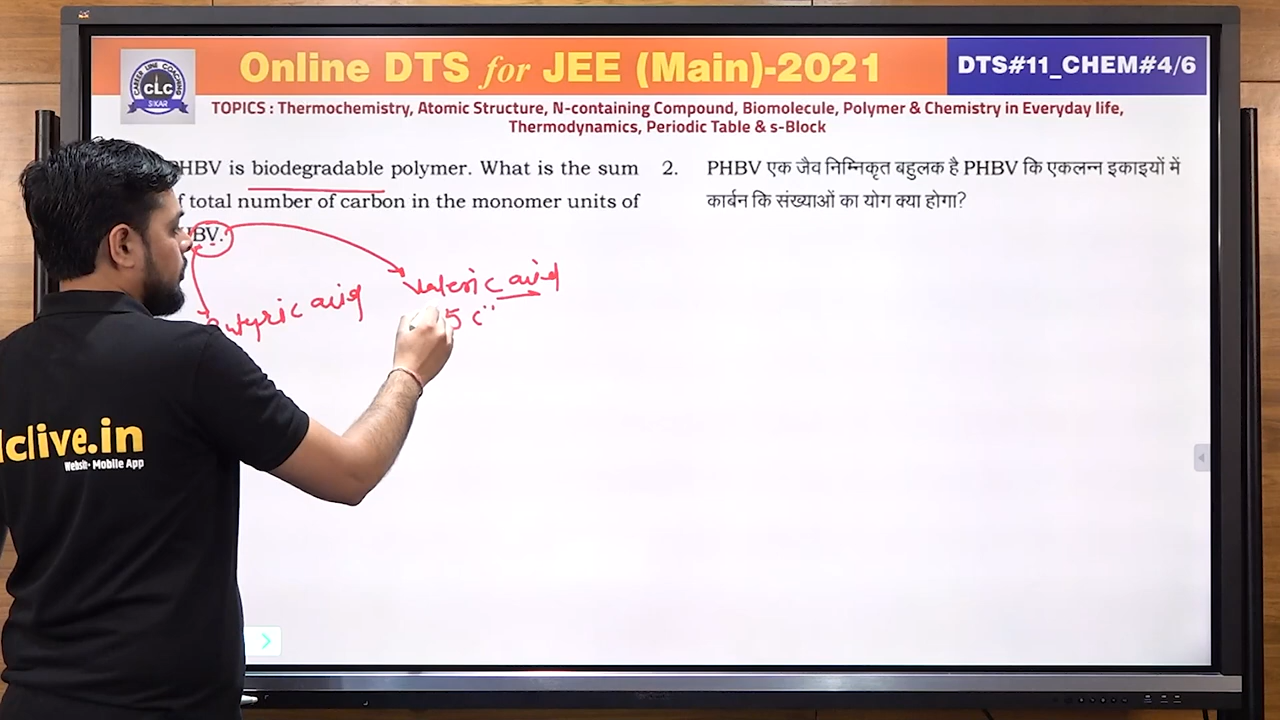 Online DTS for JEE (Main)-2021
DTS#11_CHEM#4/6
CAREER LINE COACHING
CLC
SIKAR
TOPICS : Thermochemistry, Atomic Structure, N-containing Compound, Biomolecule, Polymer & Chemistry in Everyday life,
Thermodynamics, Periodic Table & s-Block
PHBV is biodegradable polymer. What is the sum
total number of carbon in the monomer units of
BV.
2. PHBV एक जैव निम्निकृत बहुलक है PHBV कि एकलन्न इकाइयों में
कार्बन कि संख्याओं का योग क्या होगा?
Valeric acid
Butyric acid
5 C
clive.in
Website • Mobile App